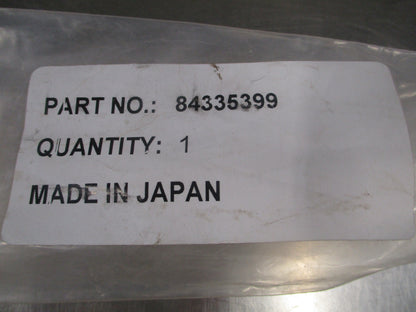 PART NO.: 84335399
QUANTITY: 1
MADE IN JAPAN